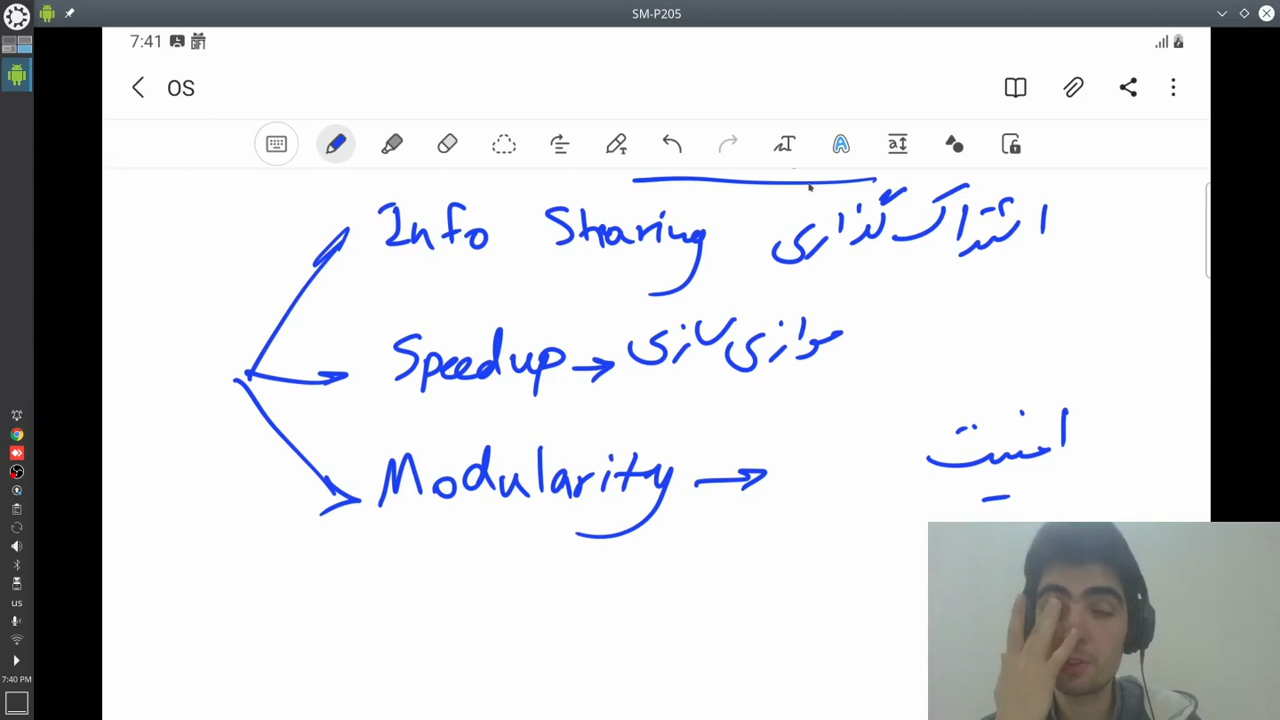 SM-P205
7:41
OS
Info Sharing اشتراک گذاری
Speedup → موازی سازی
Modularity → امنیت
us
7:40 PM